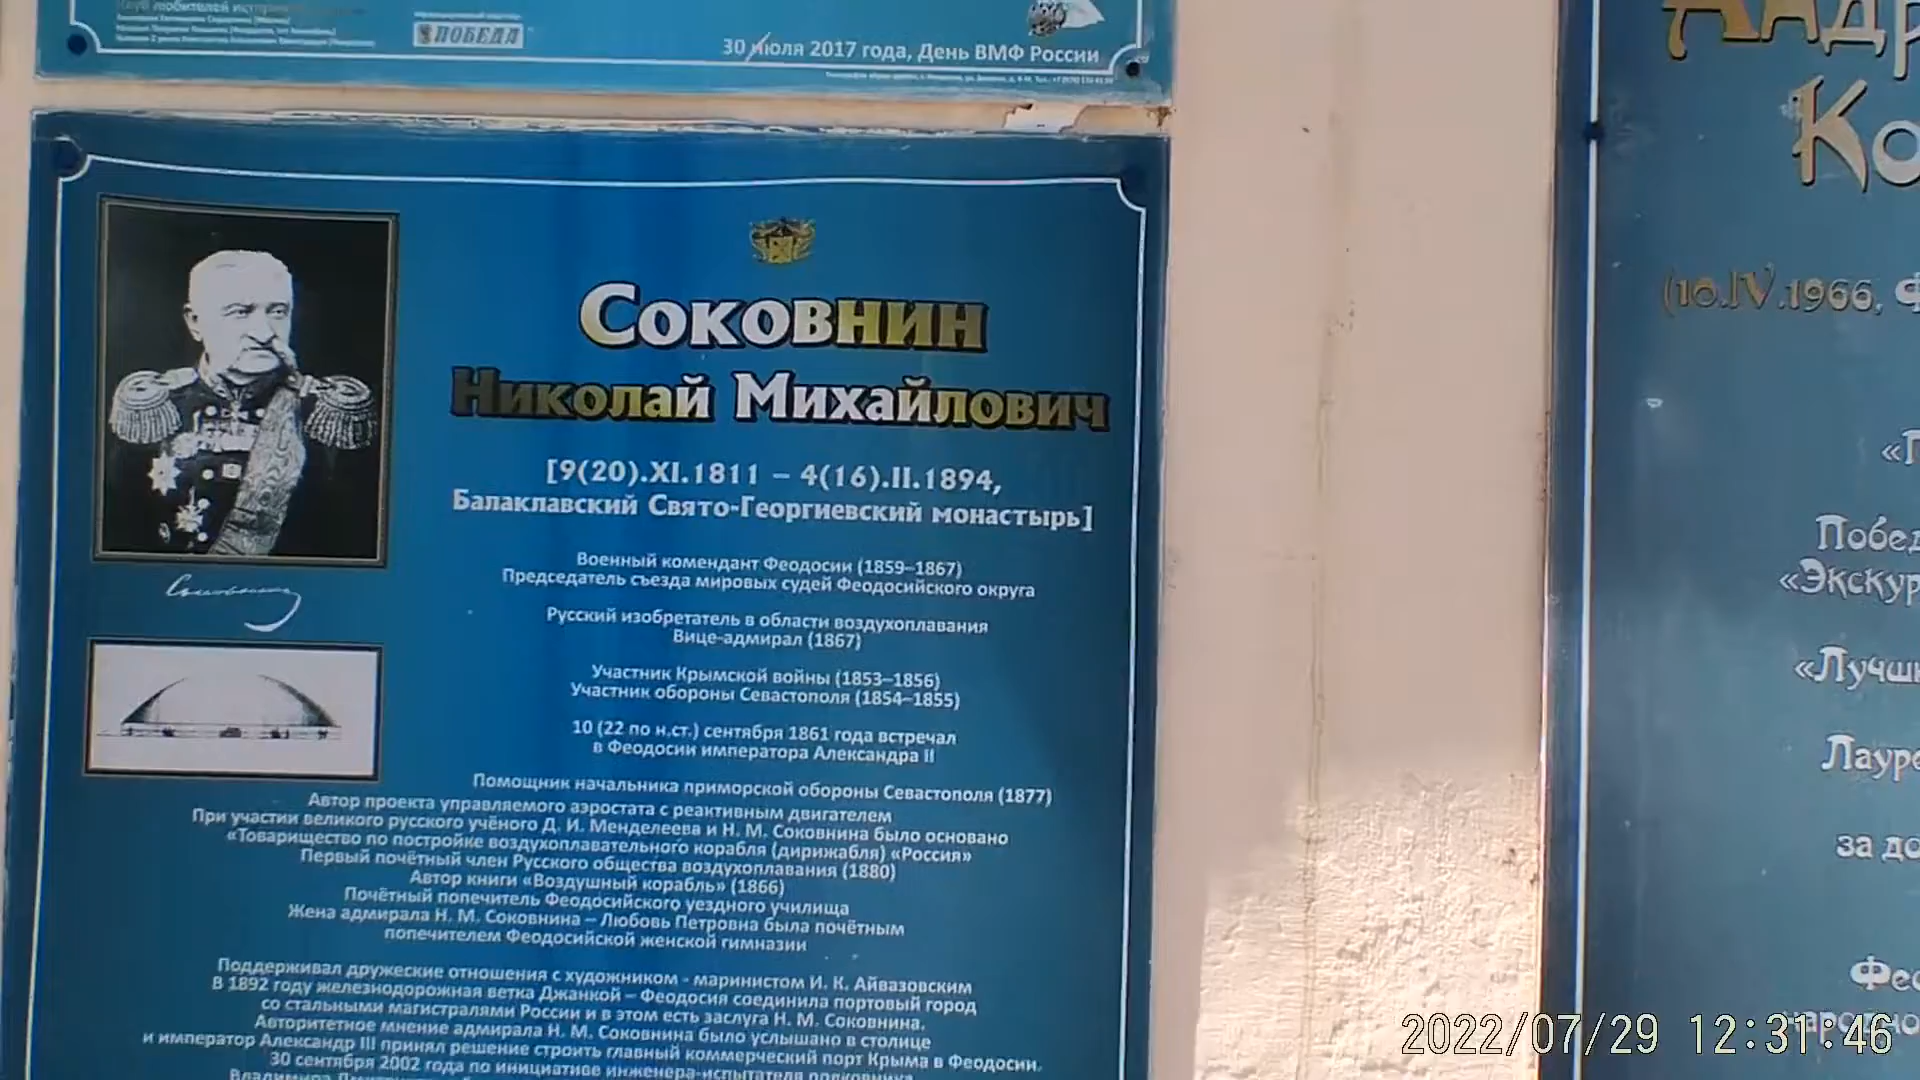 Клуб любителей истории
ПОБЕДА
30 июля 2017 года, День ВМФ России
Соковнин
Николай Михайлович
[9(20).XI.1811 – 4(16).II.1894,
Балаклавский Свято-Георгиевский монастырь]
Военный комендант Феодосии (1859–1867)
Председатель съезда мировых судей Феодосийского округа
Русский изобретатель в области воздухоплавания
Вице-адмирал (1867)
Участник Крымской войны (1853–1856)
Участник обороны Севастополя (1854–1855)
10 (22 по н.ст.) сентября 1861 года встречал
в Феодосии императора Александра II
Помощник начальника приморской обороны Севастополя (1877)
Автор проекта управляемого аэростата с реактивным двигателем
При участии великого русского учёного Д. И. Менделеева и Н. М. Соковнина было основано
«Товарищество по постройке воздухоплавательного корабля (дирижабля) «Россия»
Первый почётный член Русского общества воздухоплавания (1880)
Автор книги «Воздушный корабль» (1866)
Почётный попечитель Феодосийского уездного училища
Жена адмирала Н. М. Соковнина – Любовь Петровна была почётным
попечителем Феодосийской женской гимназии
Поддерживал дружеские отношения с художником - маринистом И. К. Айвазовским
В 1892 году железнодорожная ветка Джанкой – Феодосия соединила портовый город
со стальными магистралями России и в этом есть заслуга Н. М. Соковнина.
Авторитетное мнение адмирала Н. М. Соковнина было услышано в столице
и император Александр III принял решение строить главный коммерческий порт Крыма в Феодосии.
30 сентября 2002 года по инициативе инженера-испытателя полковника
Андр
Ко
(10.IV.1966, Ф
«П
Побед
«Экскур
«Лучш
Лауре
за до
Фео
народно
2022/07/29 12:31:46